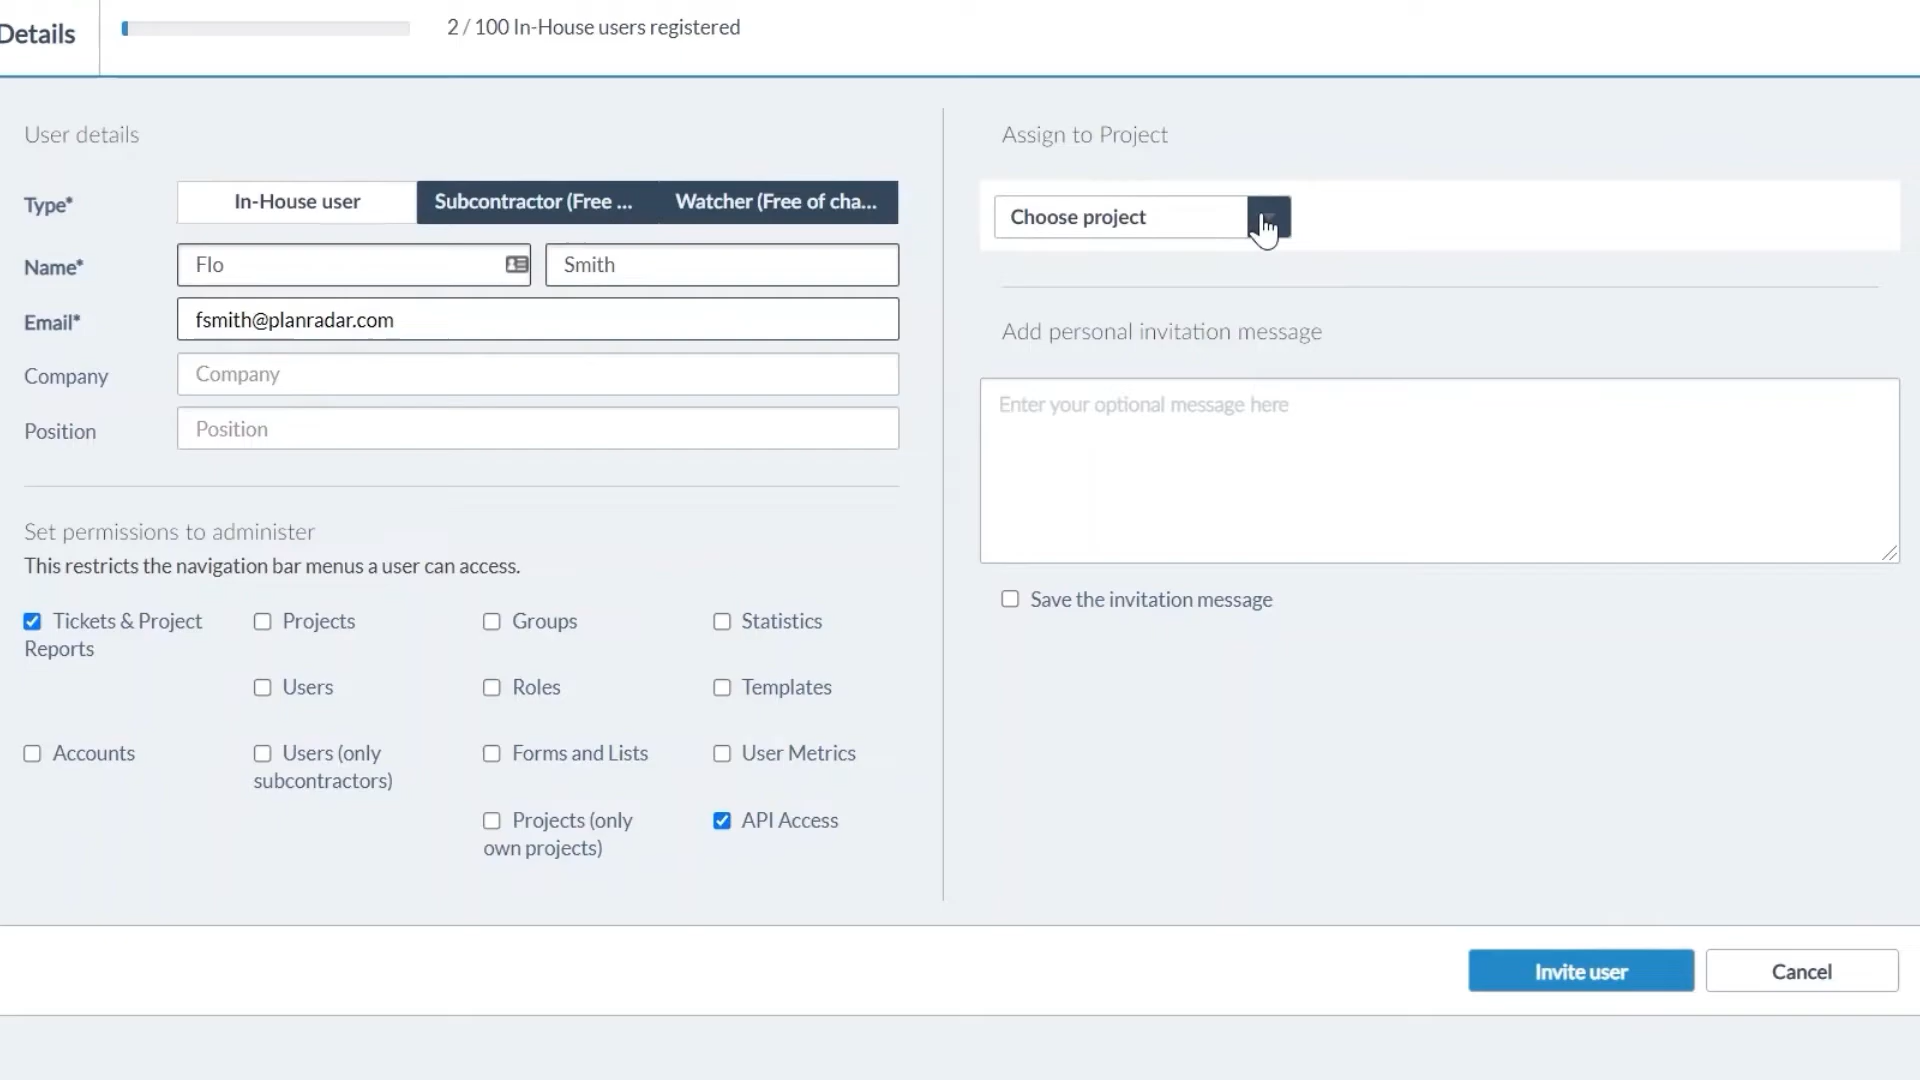 Details
2 / 100 In-House users registered
User details
Type*
In-House user
Subcontractor (Free ...
Watcher (Free of cha...
Name*
Flo
Smith
Email*
fsmith@planradar.com
Company
Company
Position
Position
Set permissions to administer
This restricts the navigation bar menus a user can access.
Tickets & Project
Reports
Projects
Groups
Statistics
Users
Roles
Templates
Accounts
Users (only
subcontractors)
Forms and Lists
User Metrics
Projects (only
own projects)
API Access
Assign to Project
Choose project
Add personal invitation message
Enter your optional message here
Save the invitation message
Invite user
Cancel